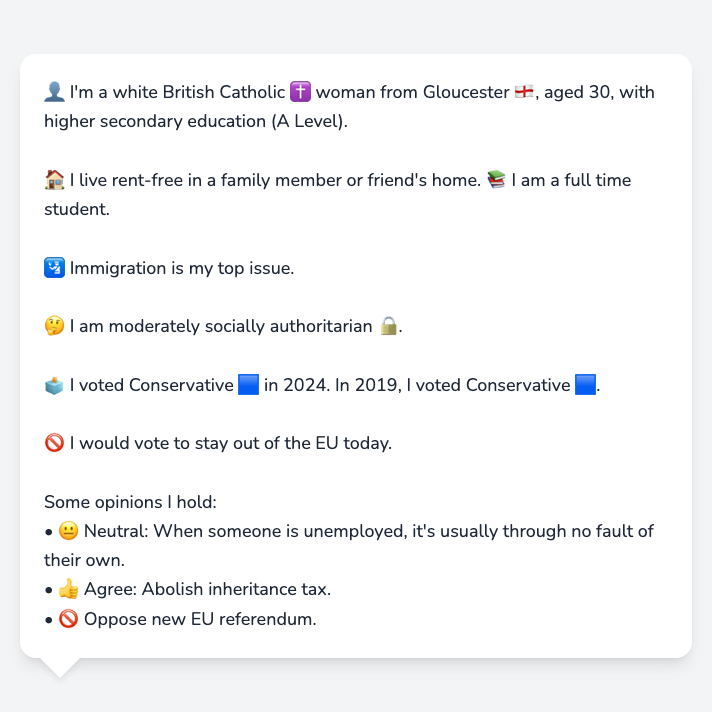 👤 I'm a white British Catholic ✝️ woman from Gloucester 🏴󠁧󠁢󠁥󠁮󠁧󠁿, aged 30, with
higher secondary education (A Level).
🏠 I live rent-free in a family member or friend's home. 📚 I am a full time
student.
🛂 Immigration is my top issue.
🤔 I am moderately socially authoritarian 🔒.
🗳️ I voted Conservative 🟦 in 2024. In 2019, I voted Conservative 🟦.
🚫 I would vote to stay out of the EU today.
Some opinions I hold:
• 😐 Neutral: When someone is unemployed, it's usually through no fault of
their own.
• 👍 Agree: Abolish inheritance tax.
• 🚫 Oppose new EU referendum.